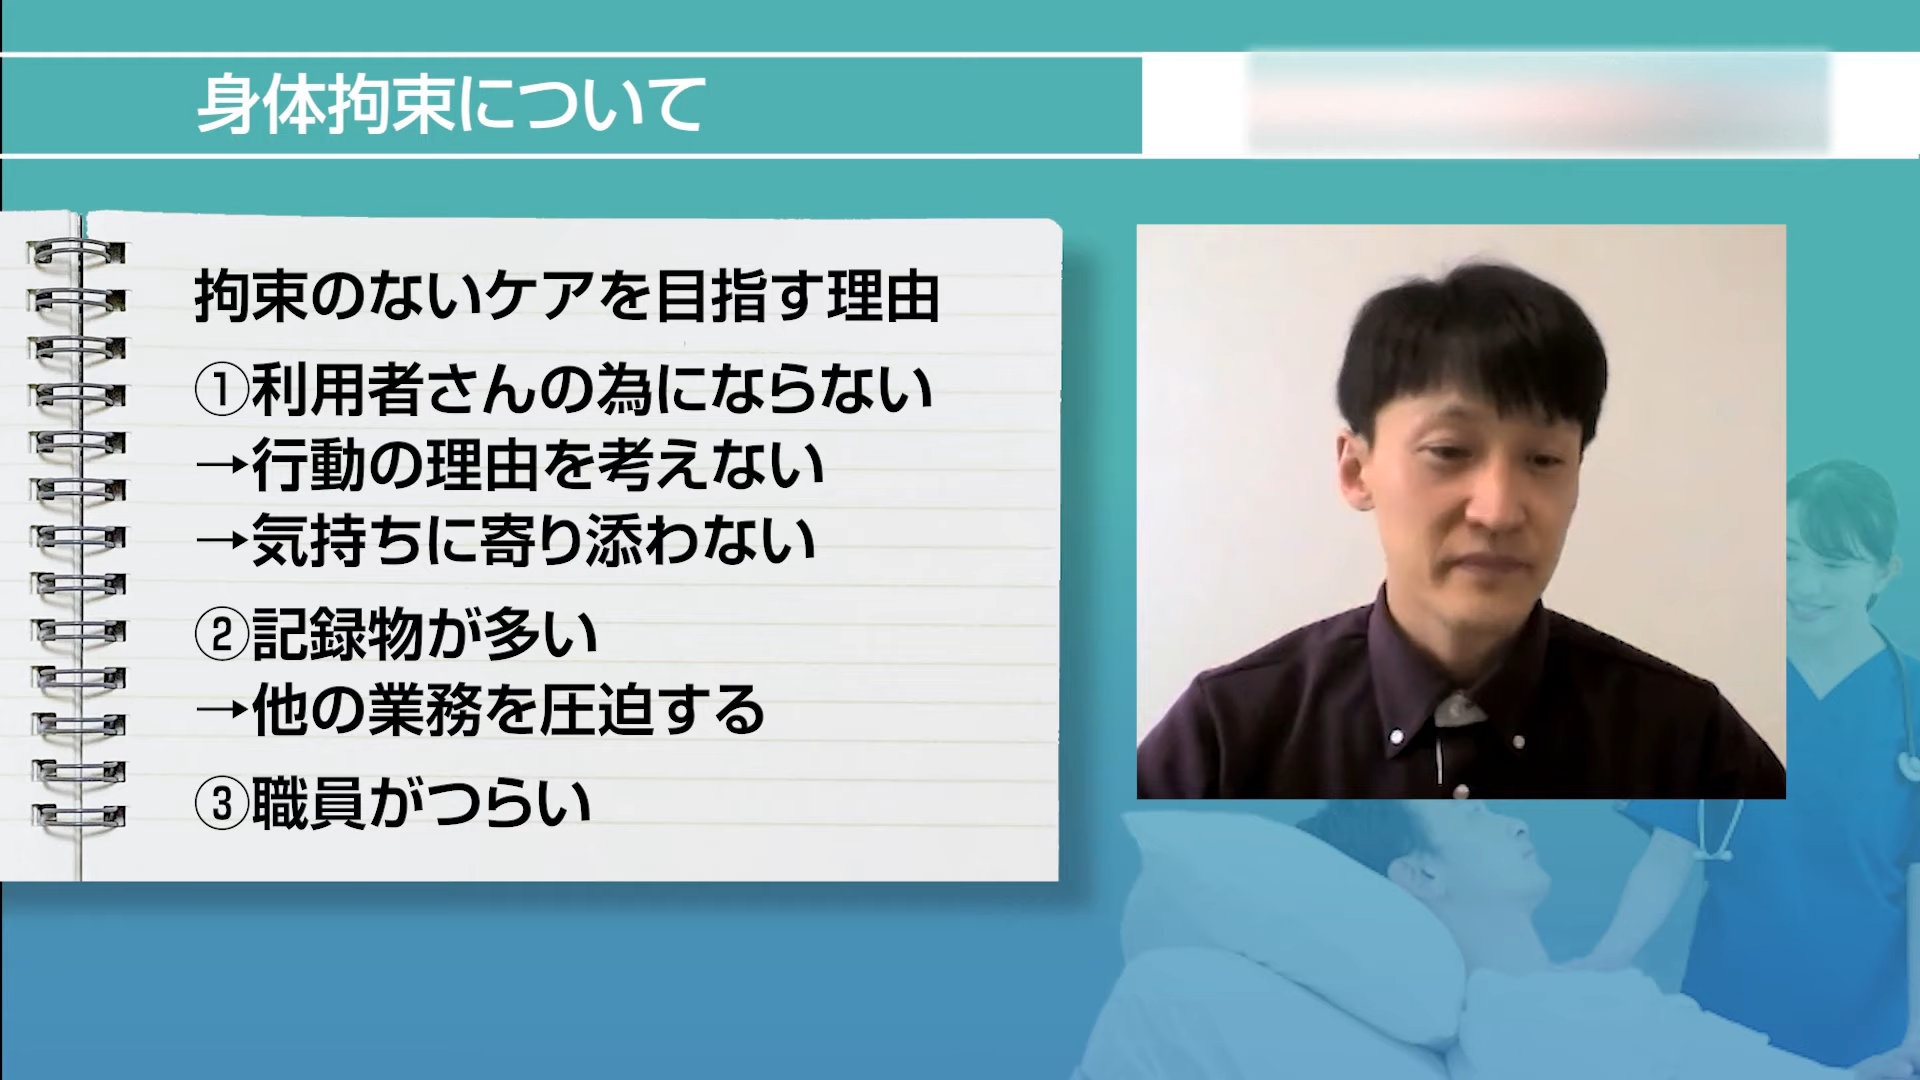 身体拘束について
拘束のないケアを目指す理由
①利用者さんの為にならない
→行動の理由を考えない
→気持ちに寄り添わない
②記録物が多い
→他の業務を圧迫する
③職員がつらい